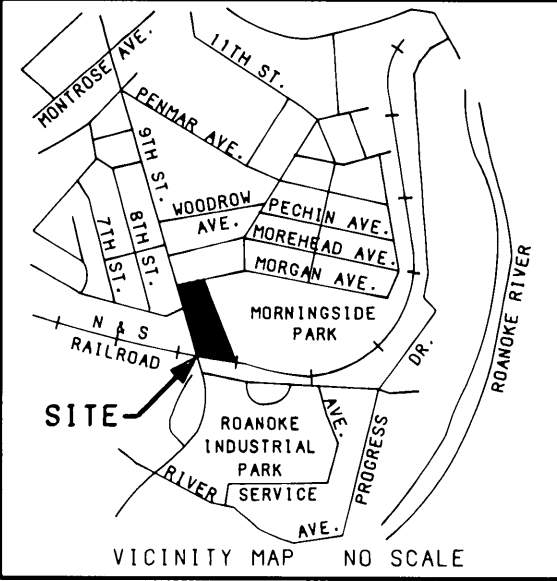 MONTROSE AVE.
11TH ST.
PENMAR AVE.
9TH ST.
8TH ST.
7TH ST.
WOODROW
AVE.
PECHIN AVE.
MOREHEAD AVE.
MORGAN AVE.
MORNINGSIDE
PARK
N & S
RAILROAD
SITE
ROANOKE
INDUSTRIAL
PARK
SERVICE
AVE.
RIVER
AVE.
PROGRESS
DR.
ROANOKE RIVER
VICINITY MAP NO SCALE